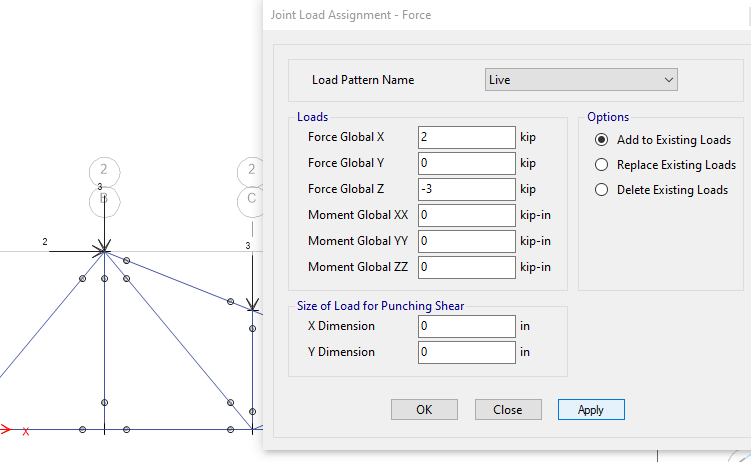 Joint Load Assignment - Force
Load Pattern Name Live
Loads
Force Global X 2 kip
Force Global Y 0 kip
Force Global Z -3 kip
Moment Global XX 0 kip-in
Moment Global YY 0 kip-in
Moment Global ZZ 0 kip-in
Options
Add to Existing Loads
Replace Existing Loads
Delete Existing Loads
Size of Load for Punching Shear
X Dimension 0 in
Y Dimension 0 in
OK Close Apply
2 2
3
B C
2 3
X